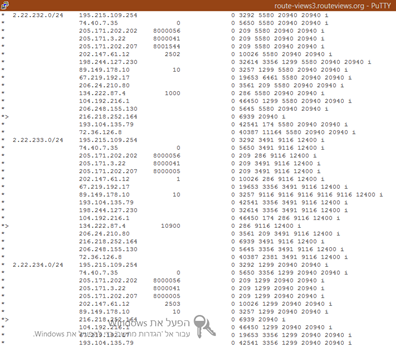 route-views3.routeviews.org - PuTTY
* 2.22.232.0/24 195.215.109.254 0 3292 5580 20940 20940 i
* 74.40.7.35 0 0 5650 5580 20940 20940 i
* 205.171.202.202 8000056 0 209 5580 20940 20940 i
* 205.171.3.22 8000041 0 209 5580 20940 20940 i
* 205.171.202.207 8001544 0 209 5580 20940 20940 i
* 202.147.61.12 2502 0 10026 5580 20940 20940 i
* 198.244.127.230 0 32614 3356 1299 5580 20940 20940 i
* 89.149.178.10 10 0 3257 1299 5580 20940 20940 i
* 67.219.192.17 0 19653 6461 5580 20940 20940 i
* 206.24.210.80 0 3561 209 5580 20940 20940 i
* 134.222.87.4 1000 0 286 5580 20940 20940 i
* 104.192.216.1 0 46450 1299 5580 20940 20940 i
* 206.248.155.130 0 5645 5580 20940 20940 i
*> 216.218.252.164 0 6939 20940 i
* 193.104.135.79 0 42541 174 5580 20940 20940 i
* 72.36.126.8 0 40387 11164 5580 20940 20940 i
* 2.22.233.0/24 195.215.109.254 0 3292 3491 9116 12400 i
* 74.40.7.35 0 0 5650 3491 9116 12400 i
* 205.171.202.202 8000056 0 209 286 9116 12400 i
* 205.171.3.22 8000041 0 209 3491 9116 12400 i
* 205.171.202.207 0 209 3491 9116 12400 i
* 202.147.61.12 1 0 10026 286 9116 12400 i
* 67.219.192.17 0 19653 3356 3491 9116 12400 i
* 89.149.178.10 10 0 3257 9116 9116 9116 9116 9116 12400 i
* 193.104.135.79 0 42541 3356 3491 9116 12400 i
* 198.244.127.230 0 32614 3356 3491 9116 12400 i
* 104.192.216.1 0 46450 174 286 9116 12400 i
*> 134.222.87.4 10900 0 286 9116 12400 i
* 206.24.210.80 0 3561 209 3491 9116 12400 i
* 216.218.252.164 0 6939 3491 9116 12400 i
* 206.248.155.130 0 5645 3356 3491 9116 12400 i
* 72.36.126.8 0 40387 2381 3491 9116 12400 i
* 2.22.234.0/24 195.215.109.254 0 3292 1299 20940 20940 i
* 74.40.7.35 0 0 5650 3356 1299 20940 20940 i
* 205.171.202.202 8000056 0 209 1299 20940 20940 i
* 205.171.3.22 8000041 0 209 1299 20940 20940 i
* 205.171.202.207 0 209 1299 20940 20940 i
* 202.147.61.12 2503 0 10026 1299 20940 20940 i
* 89.149.178.10 10 0 3257 1299 20940 20940 i
*> 216.218.252.164 0 6939 20940 i
הפעל את Windows
* 104.192.216.1 0 46450 1299 20940 20940 i
עבור אל 'הגדרות' את Windows.
* 0 19653 3356 1299 20940 20940 i
* 193.104.135.79 0 42541 3356 1299 20940 20940 i